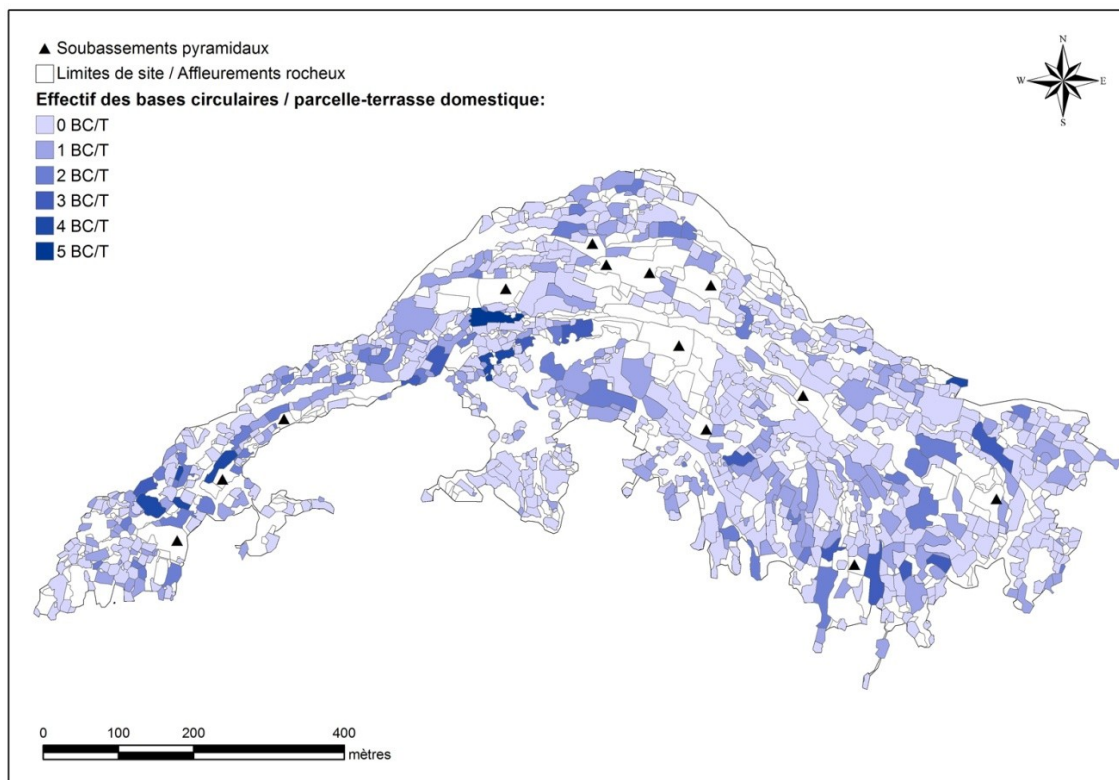 Soubassements pyramidaux
Limites de site / Affleurements rocheux
Effectif des bases circulaires / parcelle-terrasse domestique:
0 BC/T
1 BC/T
2 BC/T
3 BC/T
4 BC/T
5 BC/T
N
W E
S
0 100 200 400
mètres